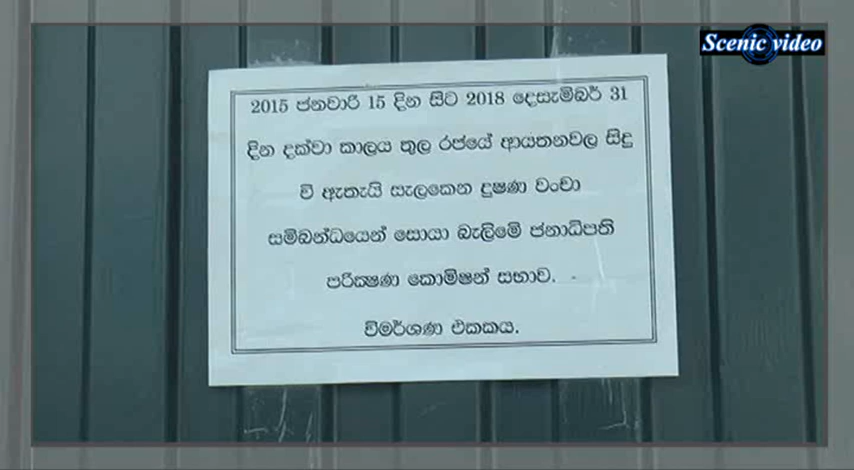 Scenic video
2015 ජනවාරි 15 දින සිට 2018 දෙසැම්බර් 31
දින දක්වා කාලය තුල රජයේ ආයතනවල සිදු
වී ඇතැයි සැලකෙන දූෂණ වංචා
සම්බන්ධයෙන් සොයා බැලීමේ ජනාධිපති
පරීක්ෂණ කොමිෂන් සභාව.
විමර්ශණ එකකය.